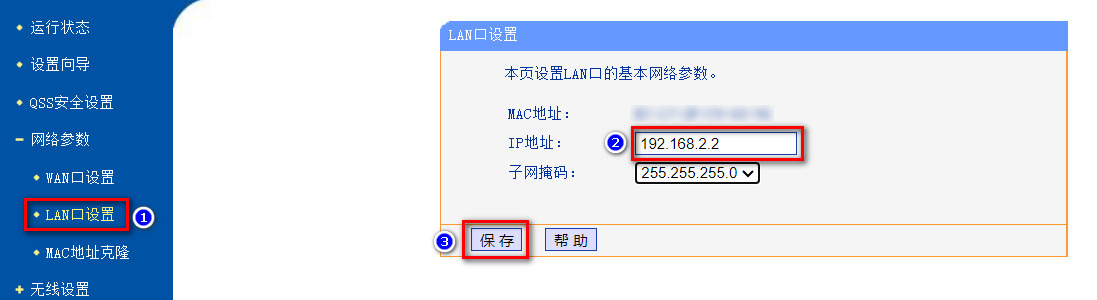 运行状态
设置向导
QSS安全设置
网络参数
WAN口设置
LAN口设置
1
MAC地址克隆
无线设置
LAN口设置
本页设置LAN口的基本网络参数。
MAC地址：
IP地址：
2
192.168.2.2
子网掩码：
255.255.255.0
3
保存
帮助